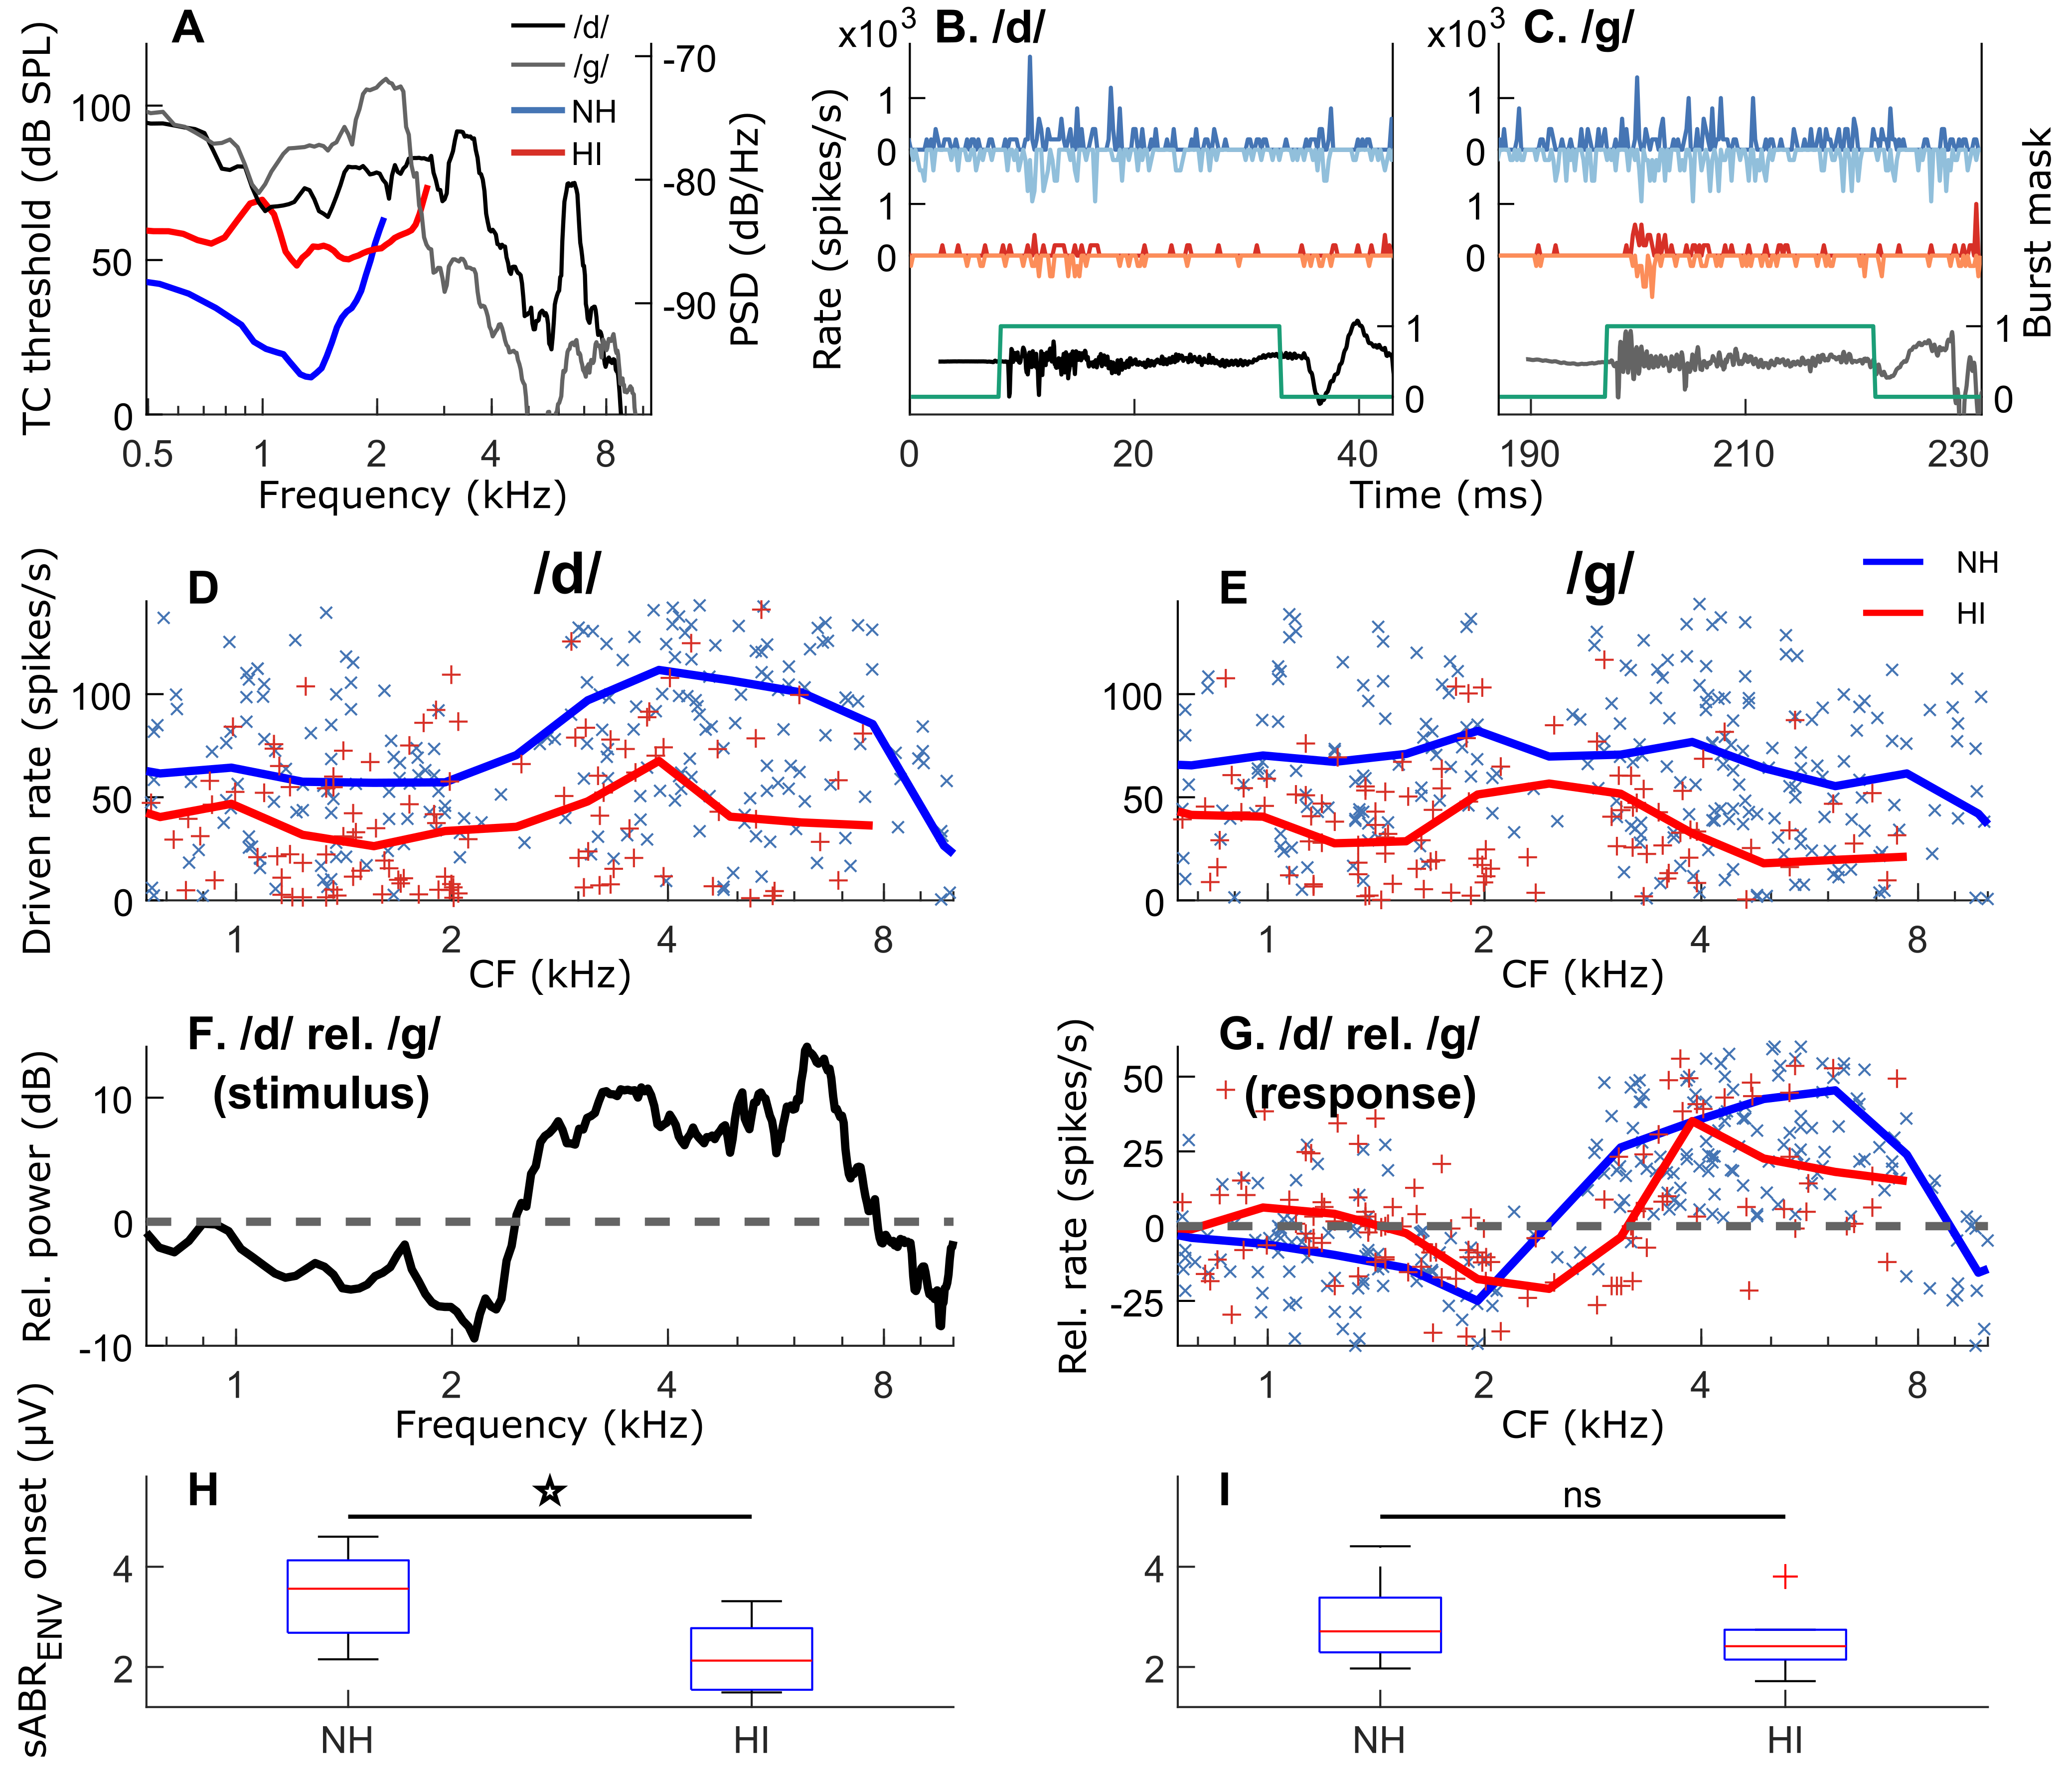 A
/d/
/g/
NH
HI
TC threshold (dB SPL)
100
50
0
-70
-80
-90
PSD (dB/Hz)
0.5 1 2 4 8
Frequency (kHz)
B. /d/
x10³
Rate (spikes/s)
1
0
1
0
1
0
0 20 40
C. /g/
x10³
1
0
1
0
1
0
Burst mask
190 210 230
Time (ms)
D
/d/
Driven rate (spikes/s)
100
50
0
1 2 4 8
CF (kHz)
E
/g/
NH
HI
100
50
0
1 2 4 8
CF (kHz)
F. /d/ rel. /g/
(stimulus)
Rel. power (dB)
10
0
-10
1 2 4 8
Frequency (kHz)
G. /d/ rel. /g/
(response)
Rel. rate (spikes/s)
50
25
0
-25
1 2 4 8
CF (kHz)
H
sABR_ENV onset (μV)
4
2
NH HI
I
ns
4
2
NH HI